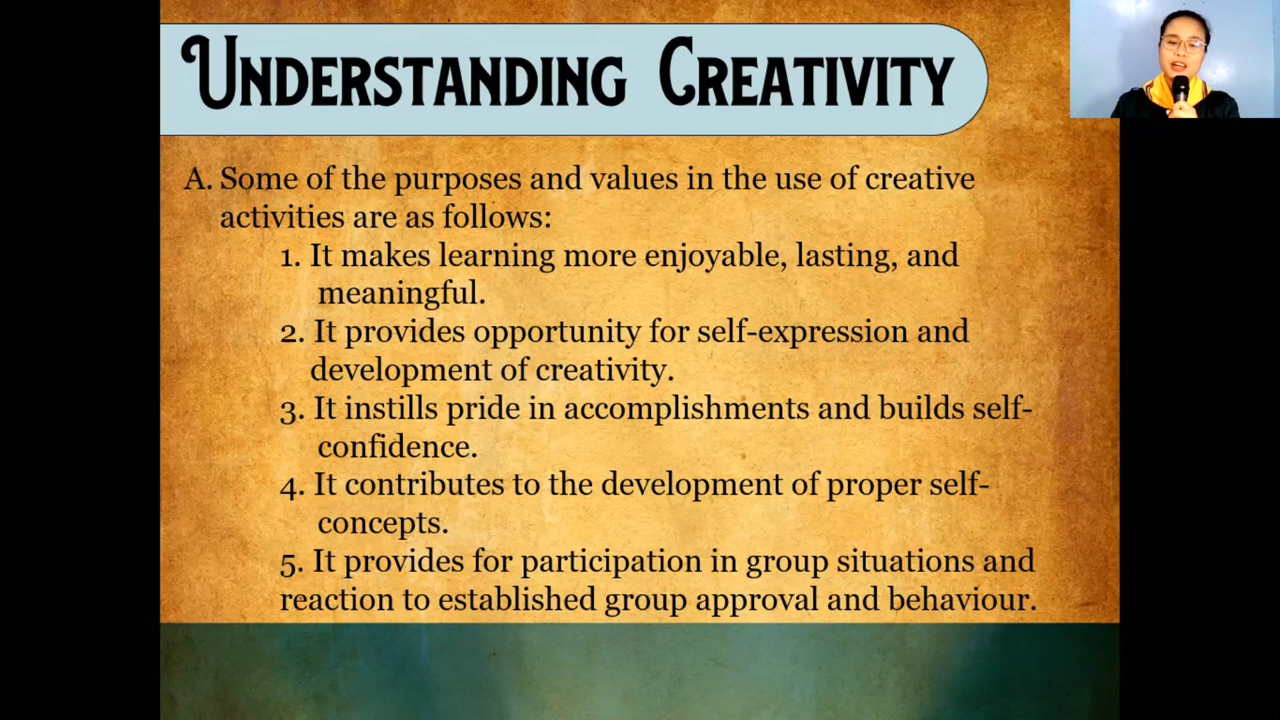 Understanding Creativity
A. Some of the purposes and values in the use of creative
activities are as follows:
1. It makes learning more enjoyable, lasting, and
meaningful.
2. It provides opportunity for self-expression and
development of creativity.
3. It instills pride in accomplishments and builds self-
confidence.
4. It contributes to the development of proper self-
concepts.
5. It provides for participation in group situations and
reaction to established group approval and behaviour.